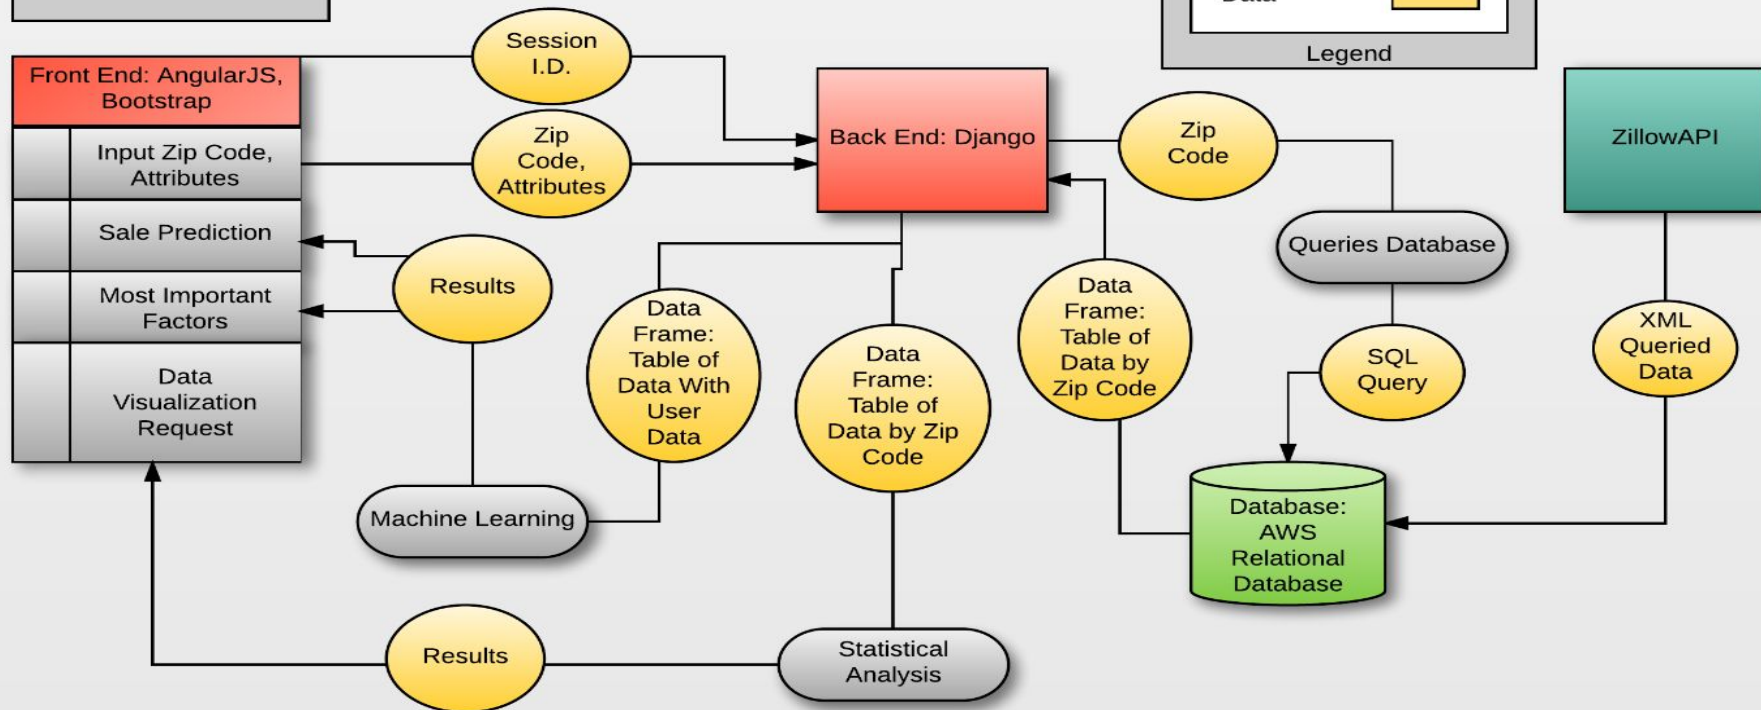 Data
Legend
Session
I.D.
Front End: AngularJS,
Bootstrap
Zip
Code,
Attributes
Input Zip Code,
Attributes
Sale Prediction
Most Important
Factors
Data
Visualization
Request
Results
Back End: Django
Zip
Code
ZillowAPI
Queries Database
Data
Frame:
Table of
Data With
User
Data
Data
Frame:
Table of
Data by Zip
Code
Data
Frame:
Table of
Data by
Zip Code
SQL
Query
XML
Queried
Data
Machine Learning
Database:
AWS
Relational
Database
Results
Statistical
Analysis